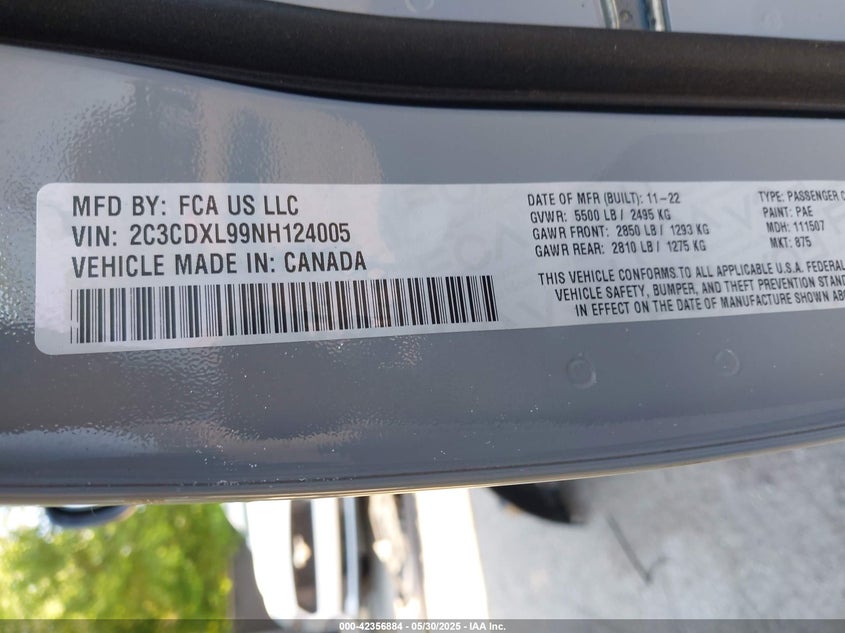 MFD BY: FCA US LLC
VIN: 2C3CDXL99NH124005
VEHICLE MADE IN: CANADA
DATE OF MFR (BUILT): 11-22
GVWR: 5500 LB / 2495 KG
GAWR FRONT: 2850 LB / 1293 KG
GAWR REAR: 2810 LB / 1275 KG
TYPE: PASSENGER
PAINT: PAE
MDH: 111507
MKT: 875
THIS VEHICLE CONFORMS TO ALL APPLICABLE U.S.A. FEDERAL
VEHICLE SAFETY, BUMPER, AND THEFT PREVENTION STAND
IN EFFECT ON THE DATE OF MANUFACTURE SHOWN AB
000-42356884 - 05/30/2025 - IAA Inc.